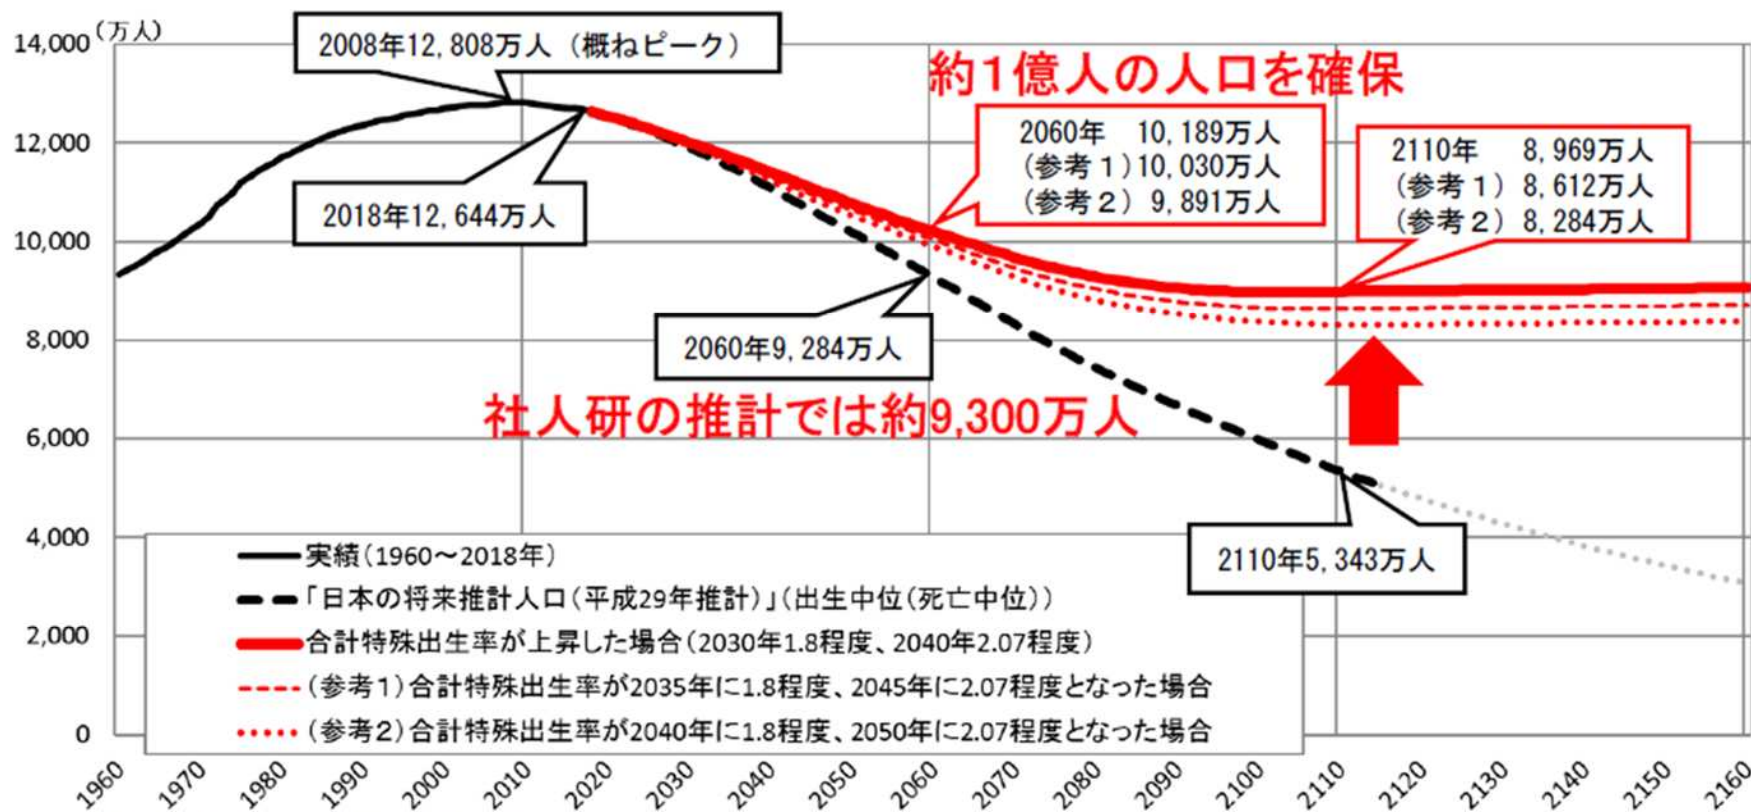 (万人)
14,000
12,000
10,000
8,000
6,000
4,000
2,000
0
2008年12,808万人（概ねピーク）
2018年12,644万人
約１億人の人口を確保
2060年　10,189万人
(参考１)10,030万人
(参考２) 9,891万人
2110年　8,969万人
(参考１) 8,612万人
(参考２) 8,284万人
2060年9,284万人
社人研の推計では約9,300万人
2110年5,343万人
実績(1960～2018年)
「日本の将来推計人口(平成29年推計)」(出生中位(死亡中位))
合計特殊出生率が上昇した場合(2030年1.8程度、2040年2.07程度)
(参考１)合計特殊出生率が2035年に1.8程度、2045年に2.07程度となった場合
(参考２)合計特殊出生率が2040年に1.8程度、2050年に2.07程度となった場合
1960 1970 1980 1990 2000 2010 2020 2030 2040 2050 2060 2070 2080 2090 2100 2110 2120 2130 2140 2150 2160